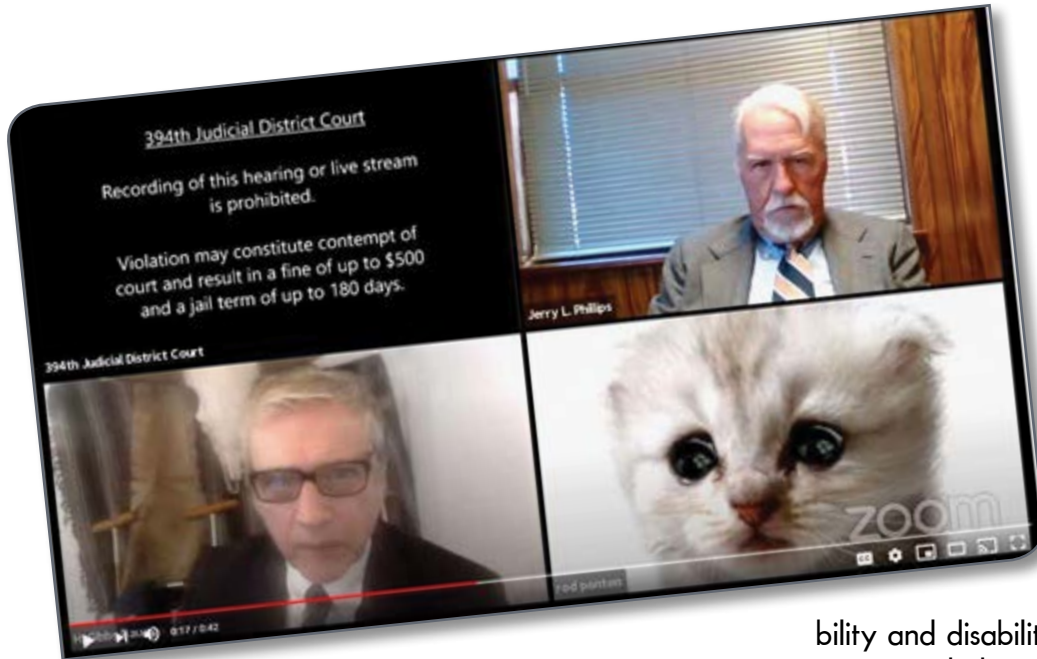 394th Judicial District Court
Recording of this hearing or live stream
is prohibited.
Violation may constitute contempt of
court and result in a fine of up to $500
and a jail term of up to 180 days.
394th Judicial District Court
Jerry L. Phillips
zoom
rod ponton
0:17 / 0:42
bility and disabilit